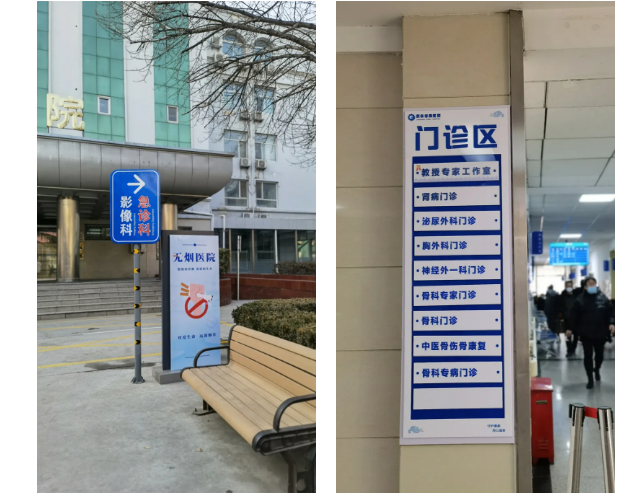 院
急诊科
影像科
无烟医院
门诊区
教授专家工作室
肾病门诊
泌尿外科门诊
胸外科门诊
神经外一科门诊
骨科专家门诊
骨科门诊
中医骨伤骨康复
骨科专病门诊